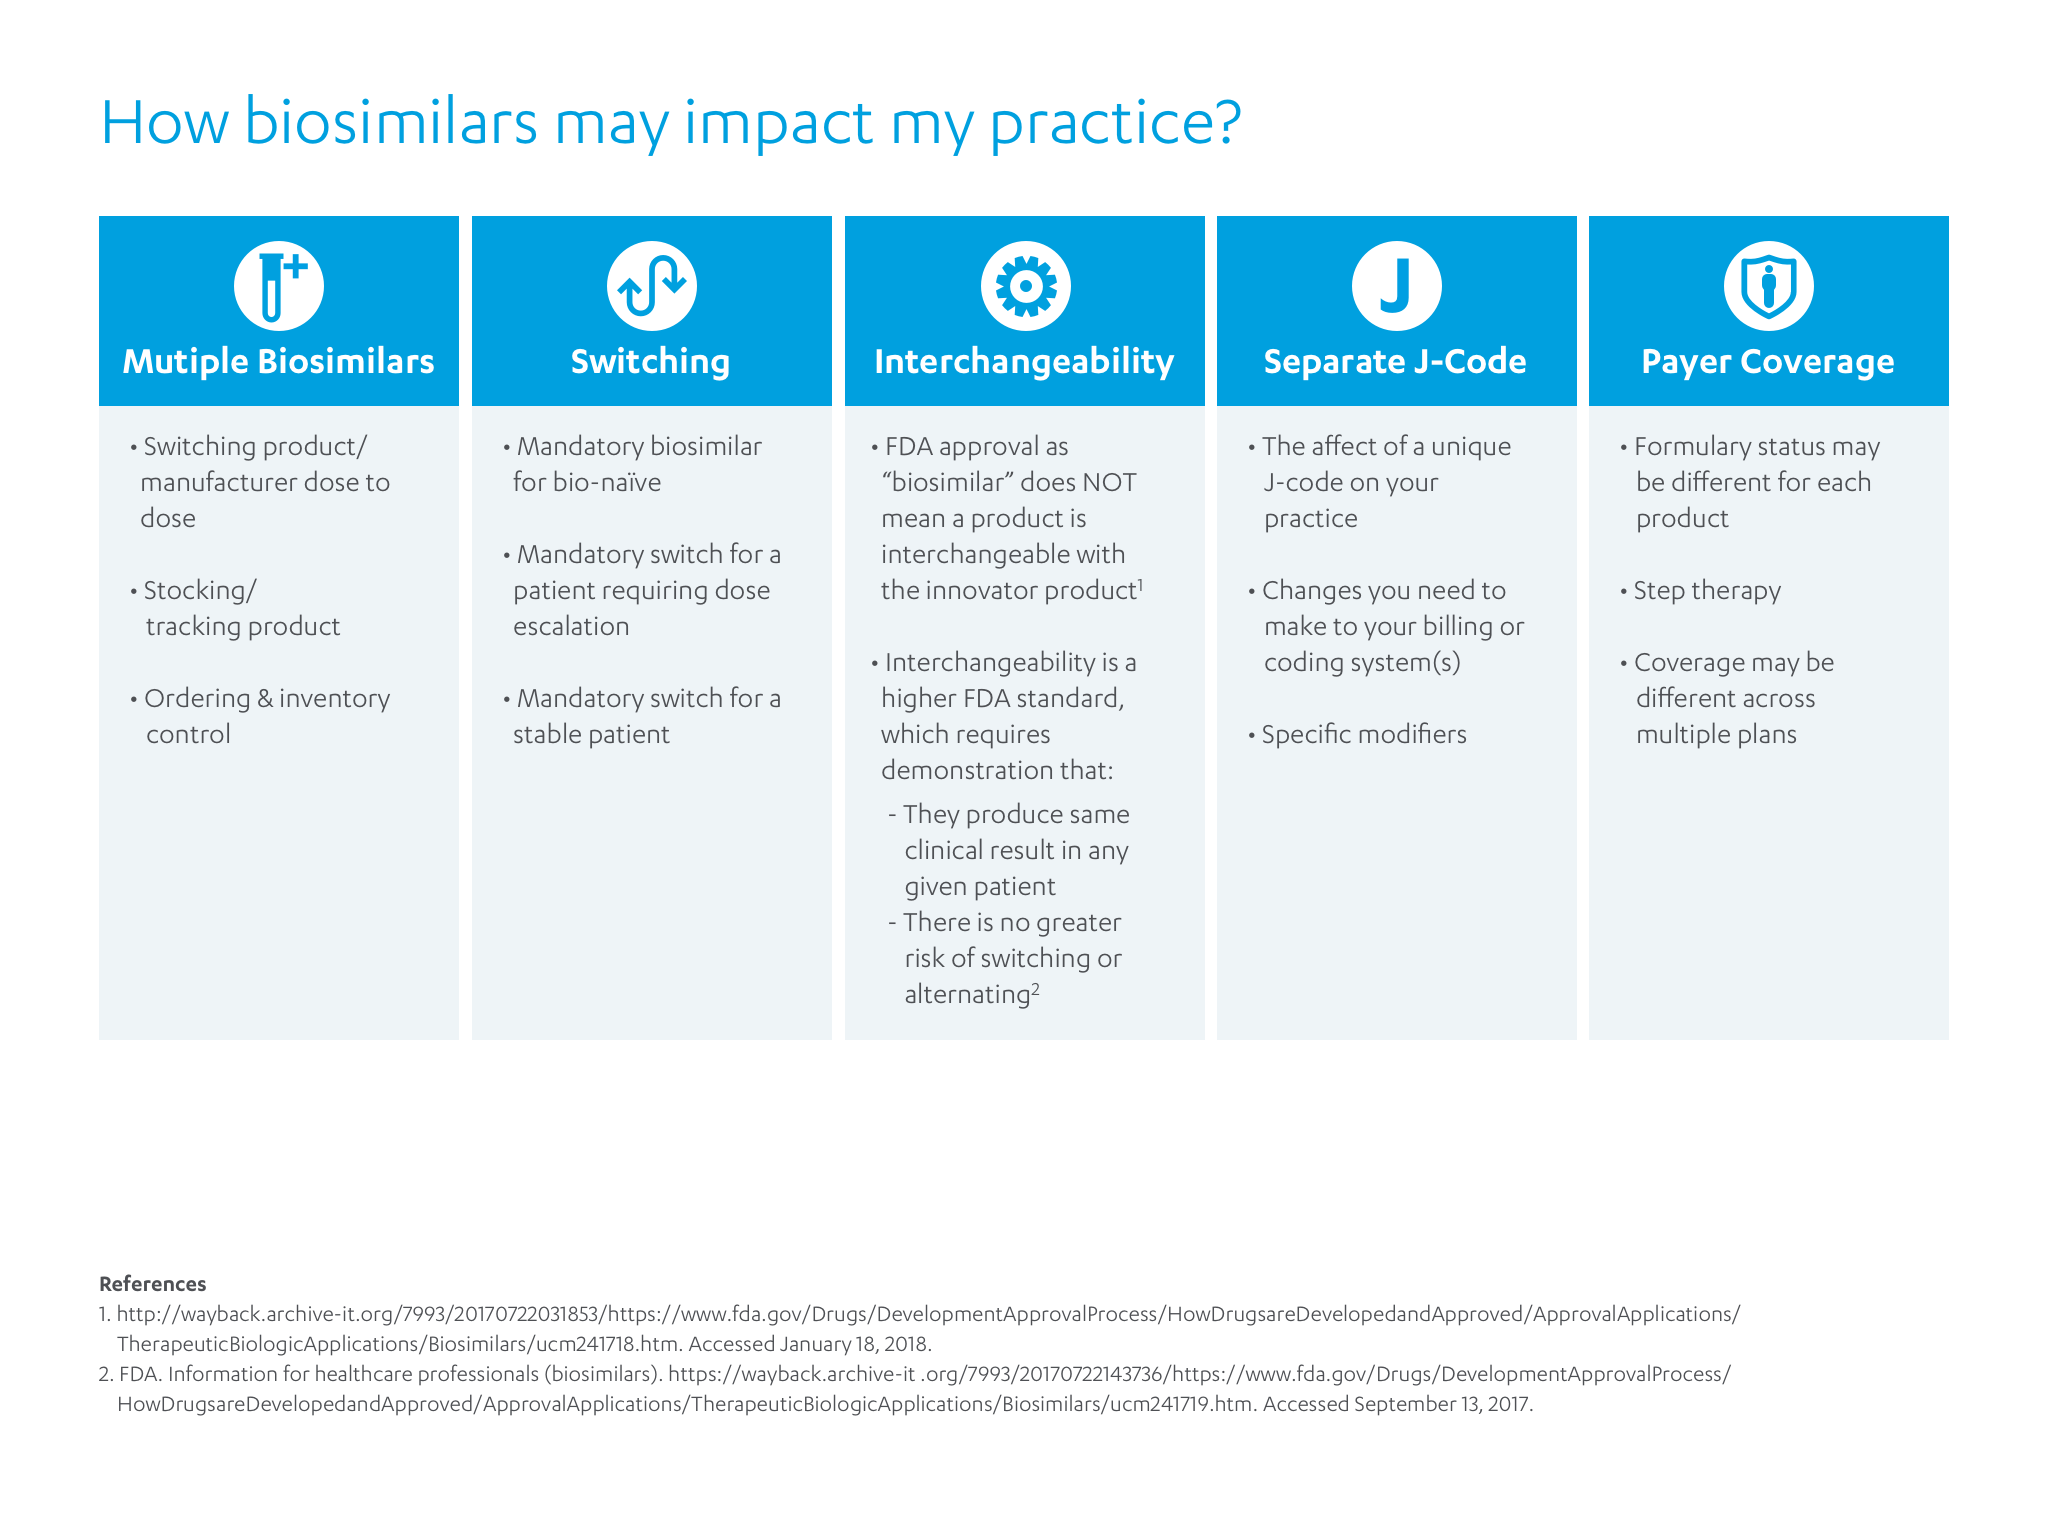 How biosimilars may impact my practice?
Mutiple Biosimilars
• Switching product/
manufacturer dose to
dose
• Stocking/
tracking product
• Ordering & inventory
control
Switching
• Mandatory biosimilar
for bio-naïve
• Mandatory switch for a
patient requiring dose
escalation
• Mandatory switch for a
stable patient
Interchangeability
• FDA approval as
“biosimilar” does NOT
mean a product is
interchangeable with
the innovator product1
• Interchangeability is a
higher FDA standard,
which requires
demonstration that:
- They produce same
clinical result in any
given patient
- There is no greater
risk of switching or
alternating2
J
Separate J-Code
• The affect of a unique
J-code on your
practice
• Changes you need to
make to your billing or
coding system(s)
• Specific modifiers
Payer Coverage
• Formulary status may
be different for each
product
• Step therapy
• Coverage may be
different across
multiple plans
References
1. http://wayback.archive-it.org/7993/20170722031853/https://www.fda.gov/Drugs/DevelopmentApprovalProcess/HowDrugsareDevelopedandApproved/ApprovalApplications/
TherapeuticBiologicApplications/Biosimilars/ucm241718.htm. Accessed January 18, 2018.
2. FDA. Information for healthcare professionals (biosimilars). https://wayback.archive-it .org/7993/20170722143736/https://www.fda.gov/Drugs/DevelopmentApprovalProcess/
HowDrugsareDevelopedandApproved/ApprovalApplications/TherapeuticBiologicApplications/Biosimilars/ucm241719.htm. Accessed September 13, 2017.